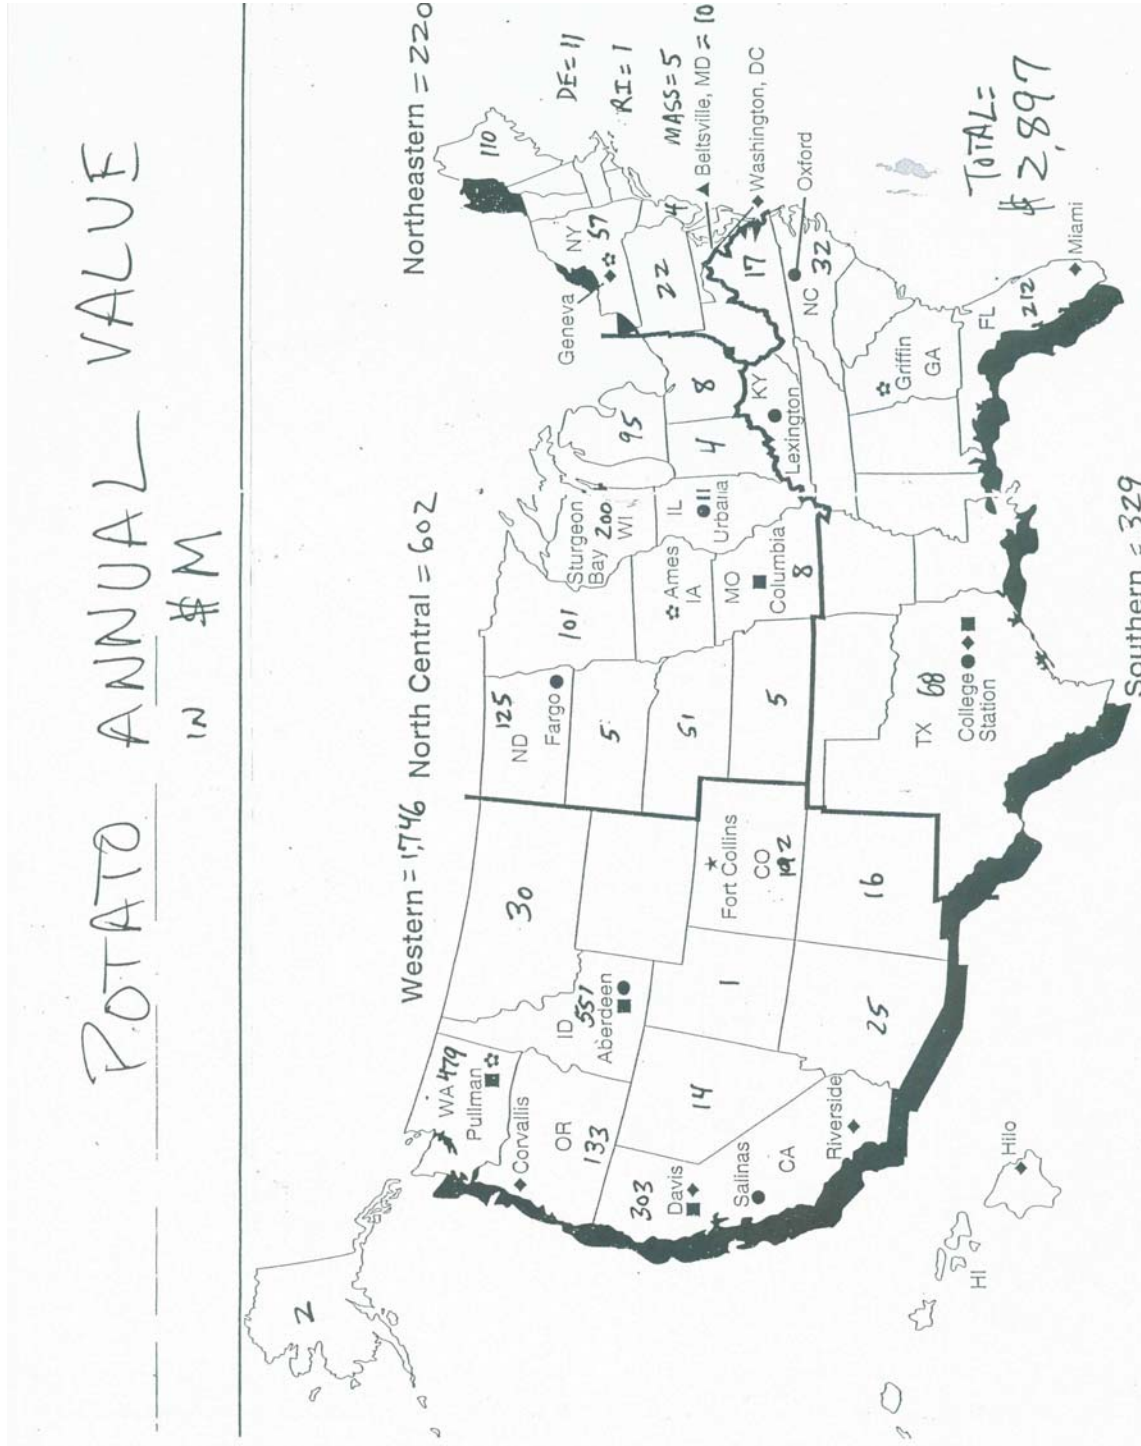 POTATO ANNUAL VALUE
IN $M
Western = 1,746 North Central = 602
Northeastern = 220
2
WA 479
Pullman
Corvallis
OR
133
ID
551
Aberdeen
30
ND 125
Fargo
101
5
51
5
Sturgeon
Bay 200
WI
95
Ames
IA
IL
11
Urbana
MO
Columbia
8
4
8
Geneva
NY
57
110
22
4
DE = 11
RI = 1
MASS = 5
Beltsville, MD = 10
Washington, DC
Oxford
17
NC
32
KY
Lexington
303
Davis
Salinas
CA
Riverside
14
1
Fort Collins
CO
192
25
16
TX 68
College
Station
Griffin
GA
FL
212
Miami
TOTAL =
$2,897
Southern = 329
HI
Hilo